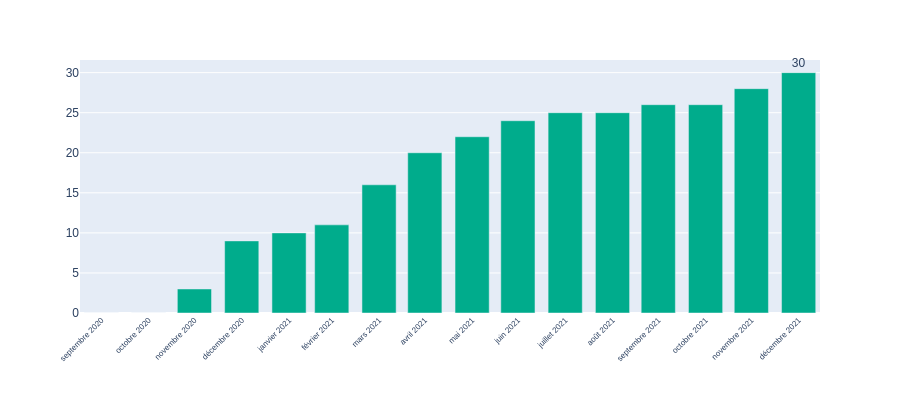 30
30
25
20
15
10
5
0
septembre 2020
octobre 2020
novembre 2020
décembre 2020
janvier 2021
février 2021
mars 2021
avril 2021
mai 2021
juin 2021
juillet 2021
août 2021
septembre 2021
octobre 2021
novembre 2021
décembre 2021